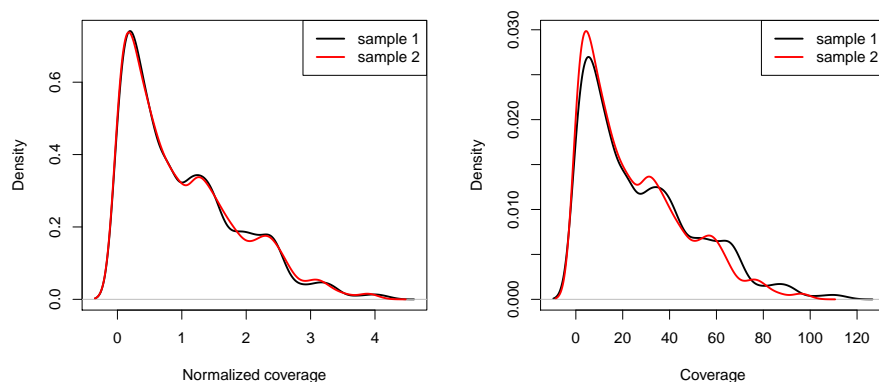 sample 1
sample 2
Density
0.0
0.2
0.4
0.6
0 1 2 3 4
Normalized coverage
sample 1
sample 2
Density
0.000
0.010
0.020
0.030
0 20 40 60 80 100 120
Coverage